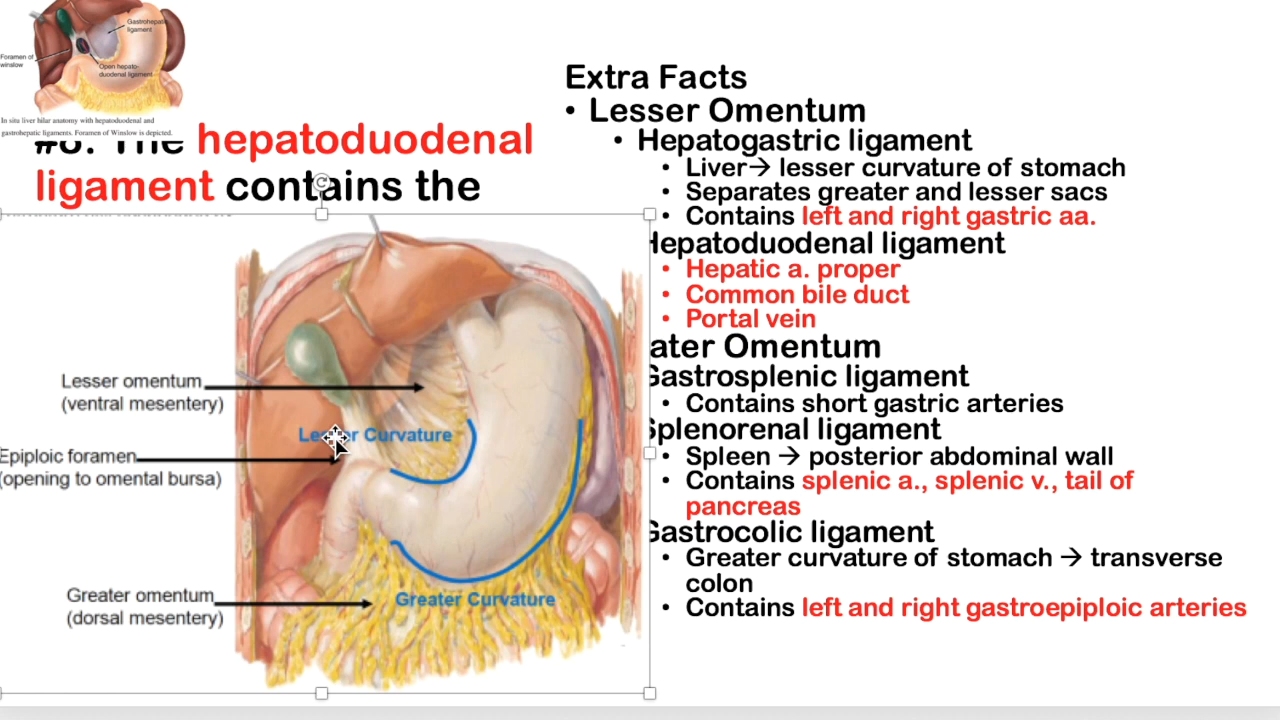 Gastrohepatic
ligament
Foramen of
winslow
Open hepato-
duodenal ligament
In situ liver hilar anatomy with hepatoduodenal and
gastrohepatic ligaments. Foramen of Winslow is depicted.
The hepatoduodenal
ligament contains the
Lesser omentum
(ventral mesentery)
Curvature
Epiploic foramen
(opening to omental bursa)
Greater omentum
(dorsal mesentery)
Greater Curvature
Extra Facts
• Lesser Omentum
• Hepatogastric ligament
• Liver→ lesser curvature of stomach
• Separates greater and lesser sacs
• Contains left and right gastric aa.
Hepatoduodenal ligament
• Hepatic a. proper
• Common bile duct
• Portal vein
ater Omentum
Gastrosplenic ligament
• Contains short gastric arteries
Splenorenal ligament
• Spleen → posterior abdominal wall
• Contains splenic a., splenic v., tail of
pancreas
Gastrocolic ligament
• Greater curvature of stomach → transverse
colon
• Contains left and right gastroepiploic arteries